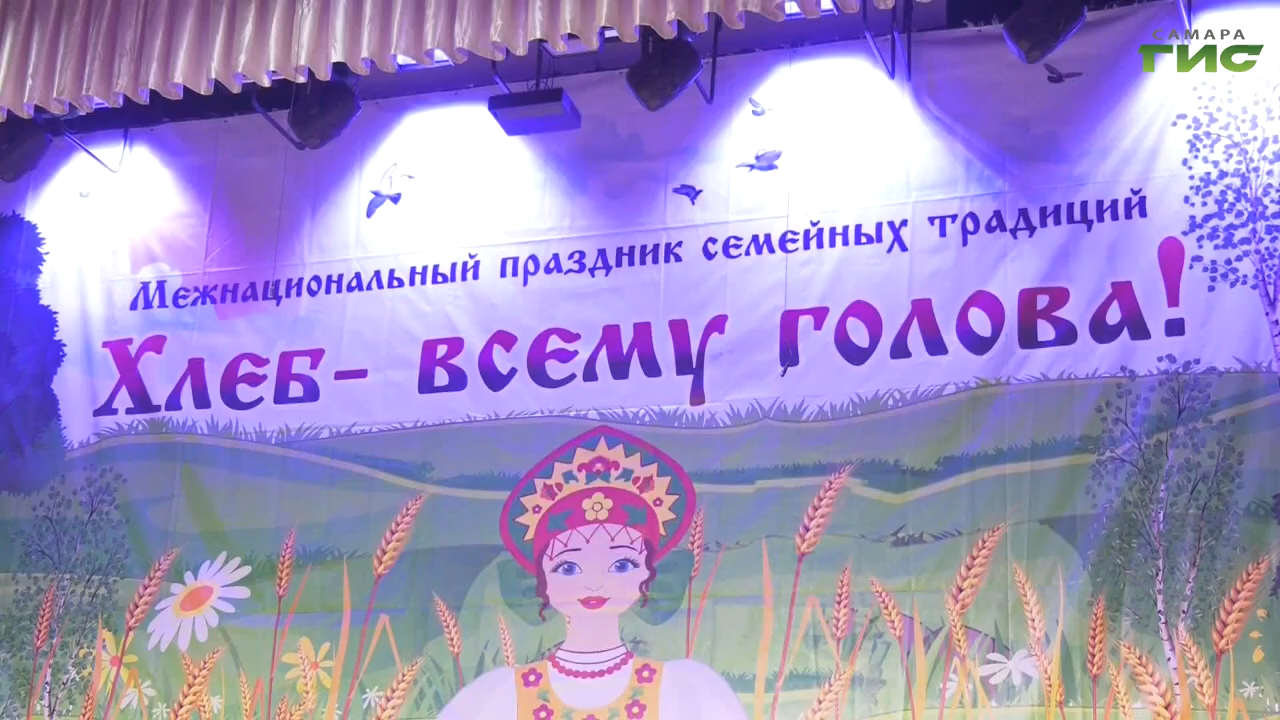 САМАРА
ГИС
Межнациональный праздник семейных традиций
Хлеб- всему голова!